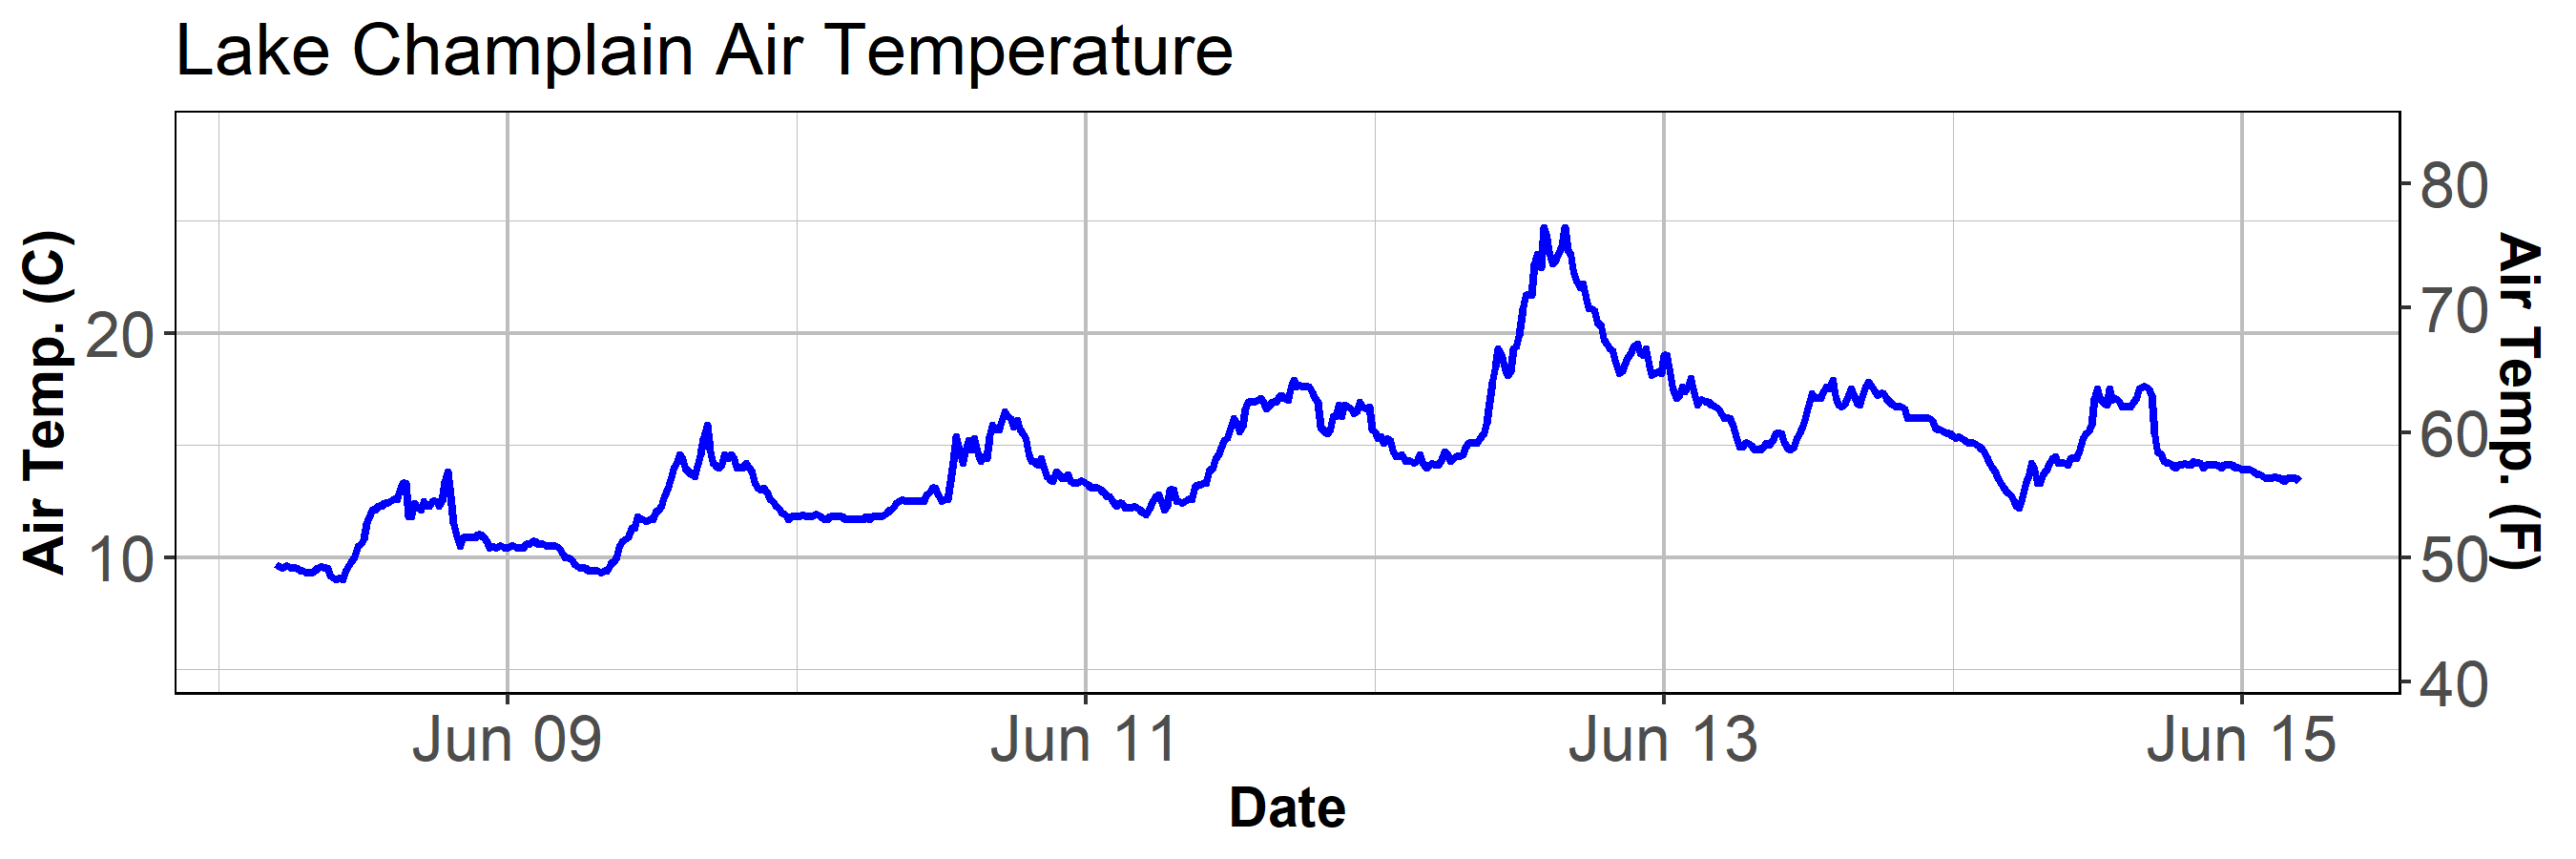 Lake Champlain Air Temperature
Air Temp. (C)
20
10
80
70
60
50
40
Air Temp. (F)
Jun 09 Jun 11 Jun 13 Jun 15
Date